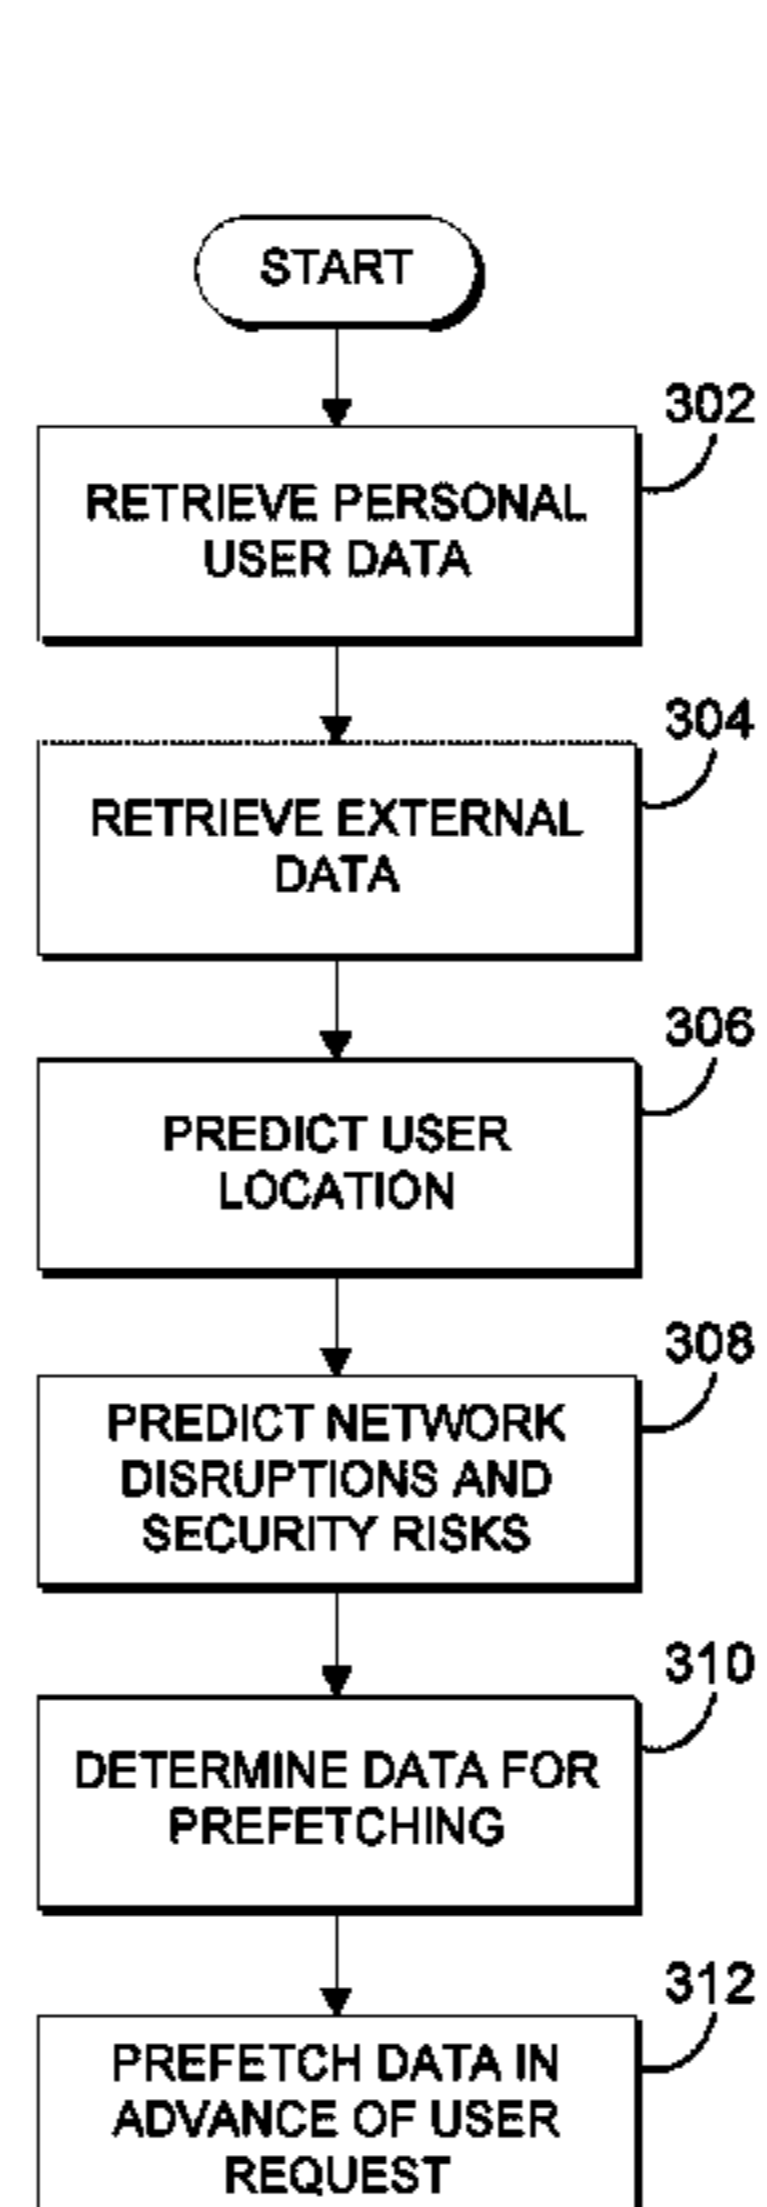 START
302
RETRIEVE PERSONAL
USER DATA
304
RETRIEVE EXTERNAL
DATA
306
PREDICT USER
LOCATION
308
PREDICT NETWORK
DISRUPTIONS AND
SECURITY RISKS
310
DETERMINE DATA FOR
PREFETCHING
312
PREFETCH DATA IN
ADVANCE OF USER
REQUEST